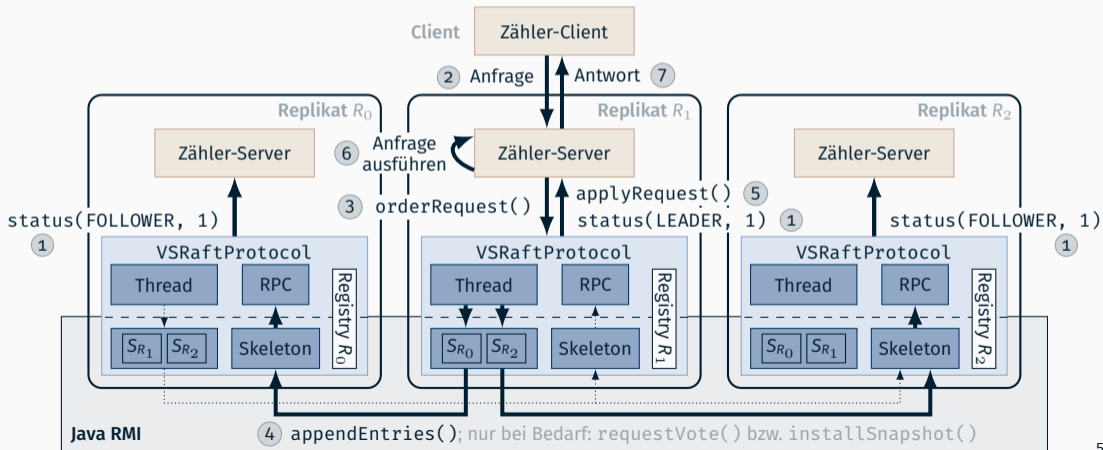 Client
Zähler-Client
2 Anfrage
Antwort 7
Replikat R0
Replikat R1
Replikat R2
Zähler-Server
6 Anfrage
ausführen
Zähler-Server
Zähler-Server
3 orderRequest()
applyRequest() 5
status(FOLLOWER, 1)
1
status(LEADER, 1) 1
status(FOLLOWER, 1)
1
VSRaftProtocol
Thread
RPC
SR1
SR2
Skeleton
Registry R0
VSRaftProtocol
Thread
RPC
SR0
SR2
Skeleton
Registry R1
VSRaftProtocol
Thread
RPC
SR0
SR1
Skeleton
Registry R2
Java RMI
4 appendEntries(); nur bei Bedarf: requestVote() bzw. installSnapshot()
5